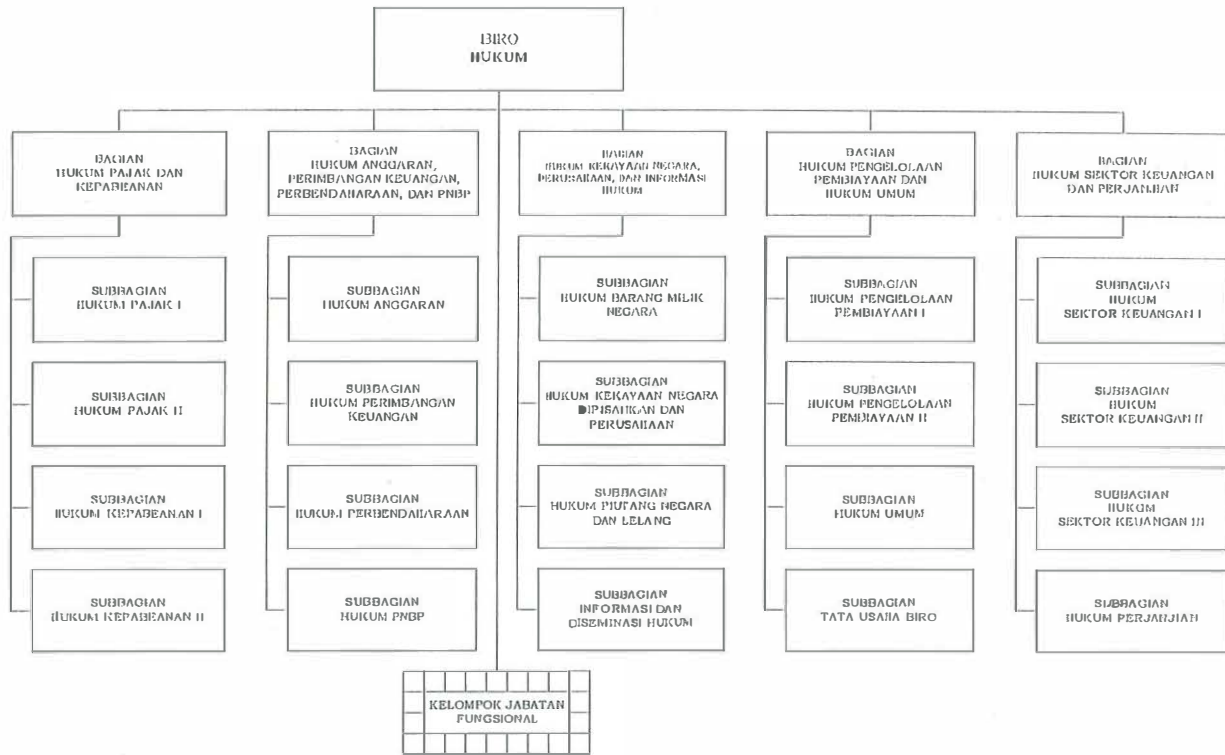 BIRO
HUKUM
BAGIAN
HUKUM PAJAK DAN
KEPABEANAN
BAGIAN
HUKUM ANGGARAN,
PERIMBANGAN KEUANGAN,
PERBENDAHARAAN, DAN PNBP
BAGIAN
HUKUM KEKAYAAN NEGARA,
PERUSAHAAN, DAN INFORMASI
HUKUM
BAGIAN
HUKUM PENGELOLAAN
PEMBIAYAAN DAN
HUKUM UMUM
BAGIAN
HUKUM SEKTOR KEUANGAN
DAN PERJANJIAN
SUBBAGIAN
HUKUM PAJAK I
SUBBAGIAN
HUKUM ANGGARAN
SUBBAGIAN
HUKUM BARANG MILIK
NEGARA
SUBBAGIAN
HUKUM PENGELOLAAN
PEMBIAYAAN I
SUBBAGIAN
HUKUM
SEKTOR KEUANGAN I
SUBBAGIAN
HUKUM PAJAK II
SUBBAGIAN
HUKUM PERIMBANGAN
KEUANGAN
SUBBAGIAN
HUKUM KEKAYAAN NEGARA
DIPISAHKAN DAN
PERUSAHAAN
SUBBAGIAN
HUKUM PENGELOLAAN
PEMBIAYAAN II
SUBBAGIAN
HUKUM
SEKTOR KEUANGAN II
SUBBAGIAN
HUKUM KEPABEANAN I
SUBBAGIAN
HUKUM PERBENDAHARAAN
SUBBAGIAN
HUKUM PIUTANG NEGARA
DAN LELANG
SUBBAGIAN
HUKUM UMUM
SUBBAGIAN
HUKUM
SEKTOR KEUANGAN III
SUBBAGIAN
HUKUM KEPABEANAN II
SUBBAGIAN
HUKUM PNBP
SUBBAGIAN
INFORMASI DAN
DISEMINASI HUKUM
SUBBAGIAN
TATA USAHA BIRO
SUBBAGIAN
HUKUM PERJANJIAN
KELOMPOK JABATAN
FUNGSIONAL